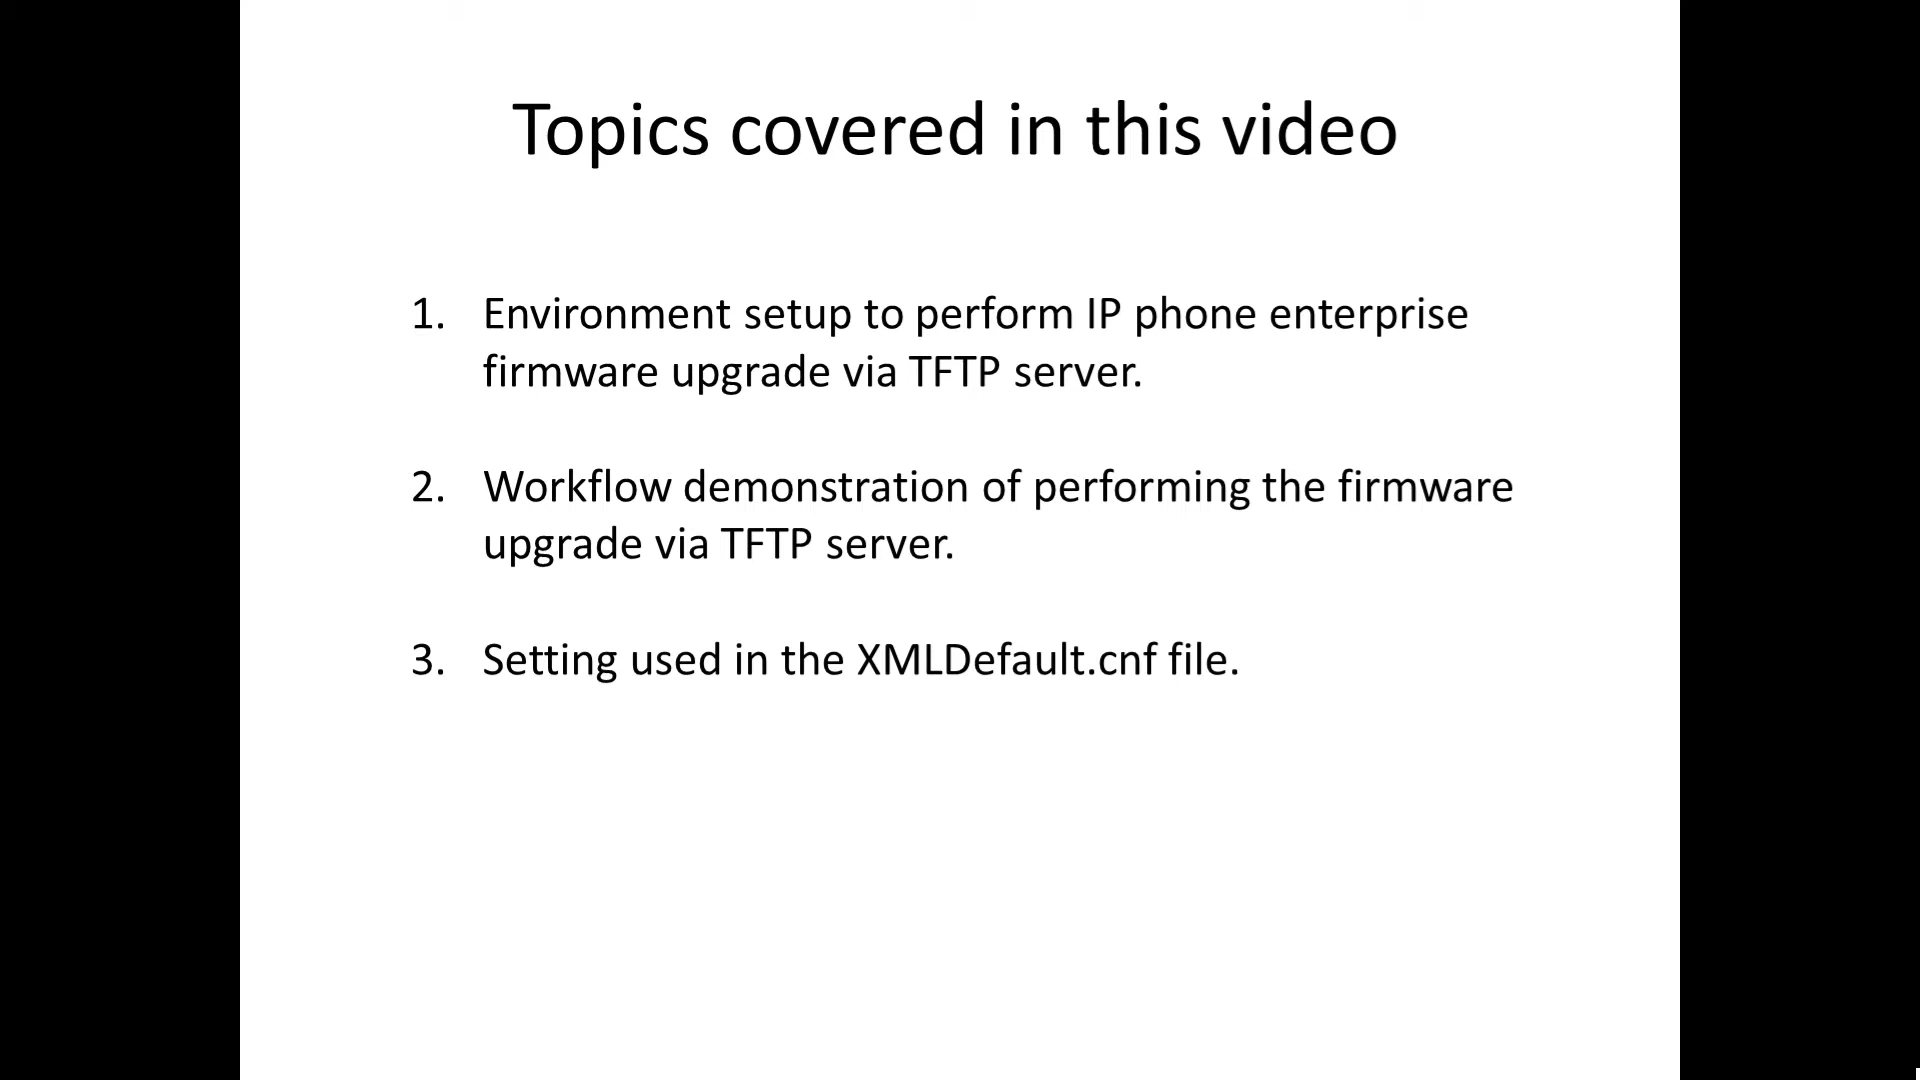 Topics covered in this video
1. Environment setup to perform IP phone enterprise
firmware upgrade via TFTP server.
2. Workflow demonstration of performing the firmware
upgrade via TFTP server.
3. Setting used in the XMLDefault.cnf file.